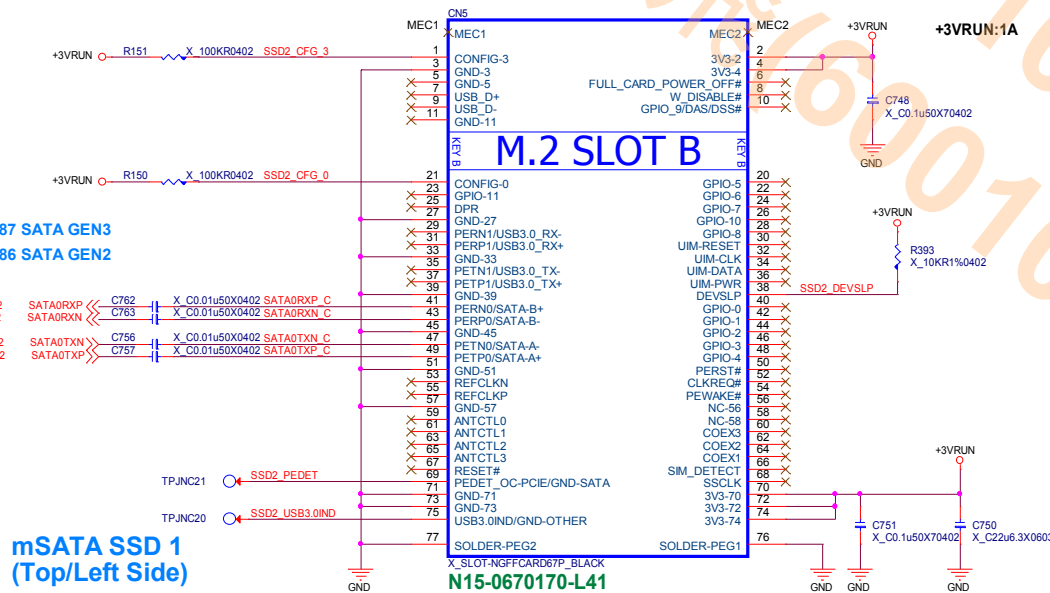 CN5
MEC1
MEC2
MEC1
MEC2
+3VRUN
+3VRUN:1A
+3VRUN
R151
X_100KR0402
SSD2_CFG_3
1
CONFIG-3
3
GND-3
5
GND-5
7
USB_D+
9
USB_D-
11
GND-11
2
3V3-2
4
3V3-4
6
FULL_CARD_POWER_OFF#
8
W_DISABLE#
10
GPIO_9/DAS/DSS#
C748
X_C0.1u50X70402
GND
KEY B
M.2 SLOT B
KEY B
+3VRUN
R150
X_100KR0402
SSD2_CFG_0
21
CONFIG-0
23
GPIO-11
25
DPR
27
GND-27
29
PERN1/USB3.0_RX-
31
PERP1/USB3.0_RX+
33
GND-33
35
PETN1/USB3.0_TX-
37
PETP1/USB3.0_TX+
39
GND-39
41
PERN0/SATA-B+
43
PERP0/SATA-B-
45
GND-45
47
PETN0/SATA-A-
49
PETP0/SATA-A+
51
GND-51
53
REFCLKN
55
REFCLKP
57
GND-57
59
ANTCTL0
61
ANTCTL1
63
ANTCTL2
65
ANTCTL3
67
RESET#
69
PEDET_OC-PCIE/GND-SATA
71
GND-71
73
GND-73
75
USB3.0IND/GND-OTHER
77
SOLDER-PEG2
20
GPIO-5
22
GPIO-6
24
GPIO-7
26
GPIO-10
28
GPIO-8
30
UIM-RESET
32
UIM-CLK
34
UIM-DATA
36
UIM-PWR
38
DEVSLP
40
GPIO-0
42
GPIO-1
44
GPIO-2
46
GPIO-3
48
GPIO-4
50
PERST#
52
CLKREQ#
54
PEWAKE#
56
NC-56
58
NC-58
60
COEX3
62
COEX2
64
COEX1
66
SIM_DETECT
68
SSCLK
70
3V3-70
72
3V3-72
74
3V3-74
76
SOLDER-PEG1
87 SATA GEN3
86 SATA GEN2
2 SATA0RXP C762 X_C0.01u50X0402 SATA0RXP_C
2 SATA0RXN C763 X_C0.01u50X0402 SATA0RXN_C
2 SATA0TXN C756 X_C0.01u50X0402 SATA0TXN_C
2 SATA0TXP C757 X_C0.01u50X0402 SATA0TXP_C
+3VRUN
R393
X_10KR1%0402
SSD2_DEVSLP
TPJNC21
SSD2_PEDET
TPJNC20
SSD2_USB3.0IND
+3VRUN
C751
X_C0.1u50X70402
C750
X_C22u6.3X0603
mSATA SSD 1
(Top/Left Side)
GND
X_SLOT-NGFFCARD67P_BLACK
N15-0670170-L41
GND
GND
GND